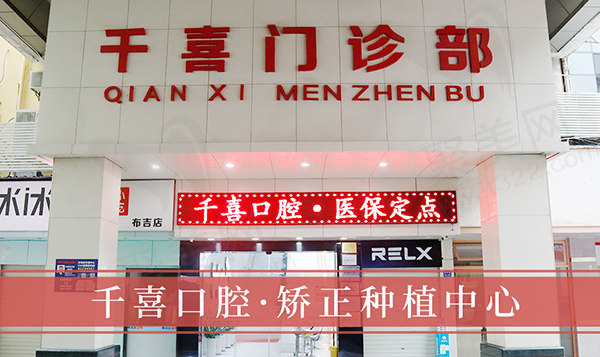 千喜门诊部
QIAN XI MEN ZHEN BU
布吉店
千喜口腔·医保定点
RELX
千喜口腔·矫正种植中心